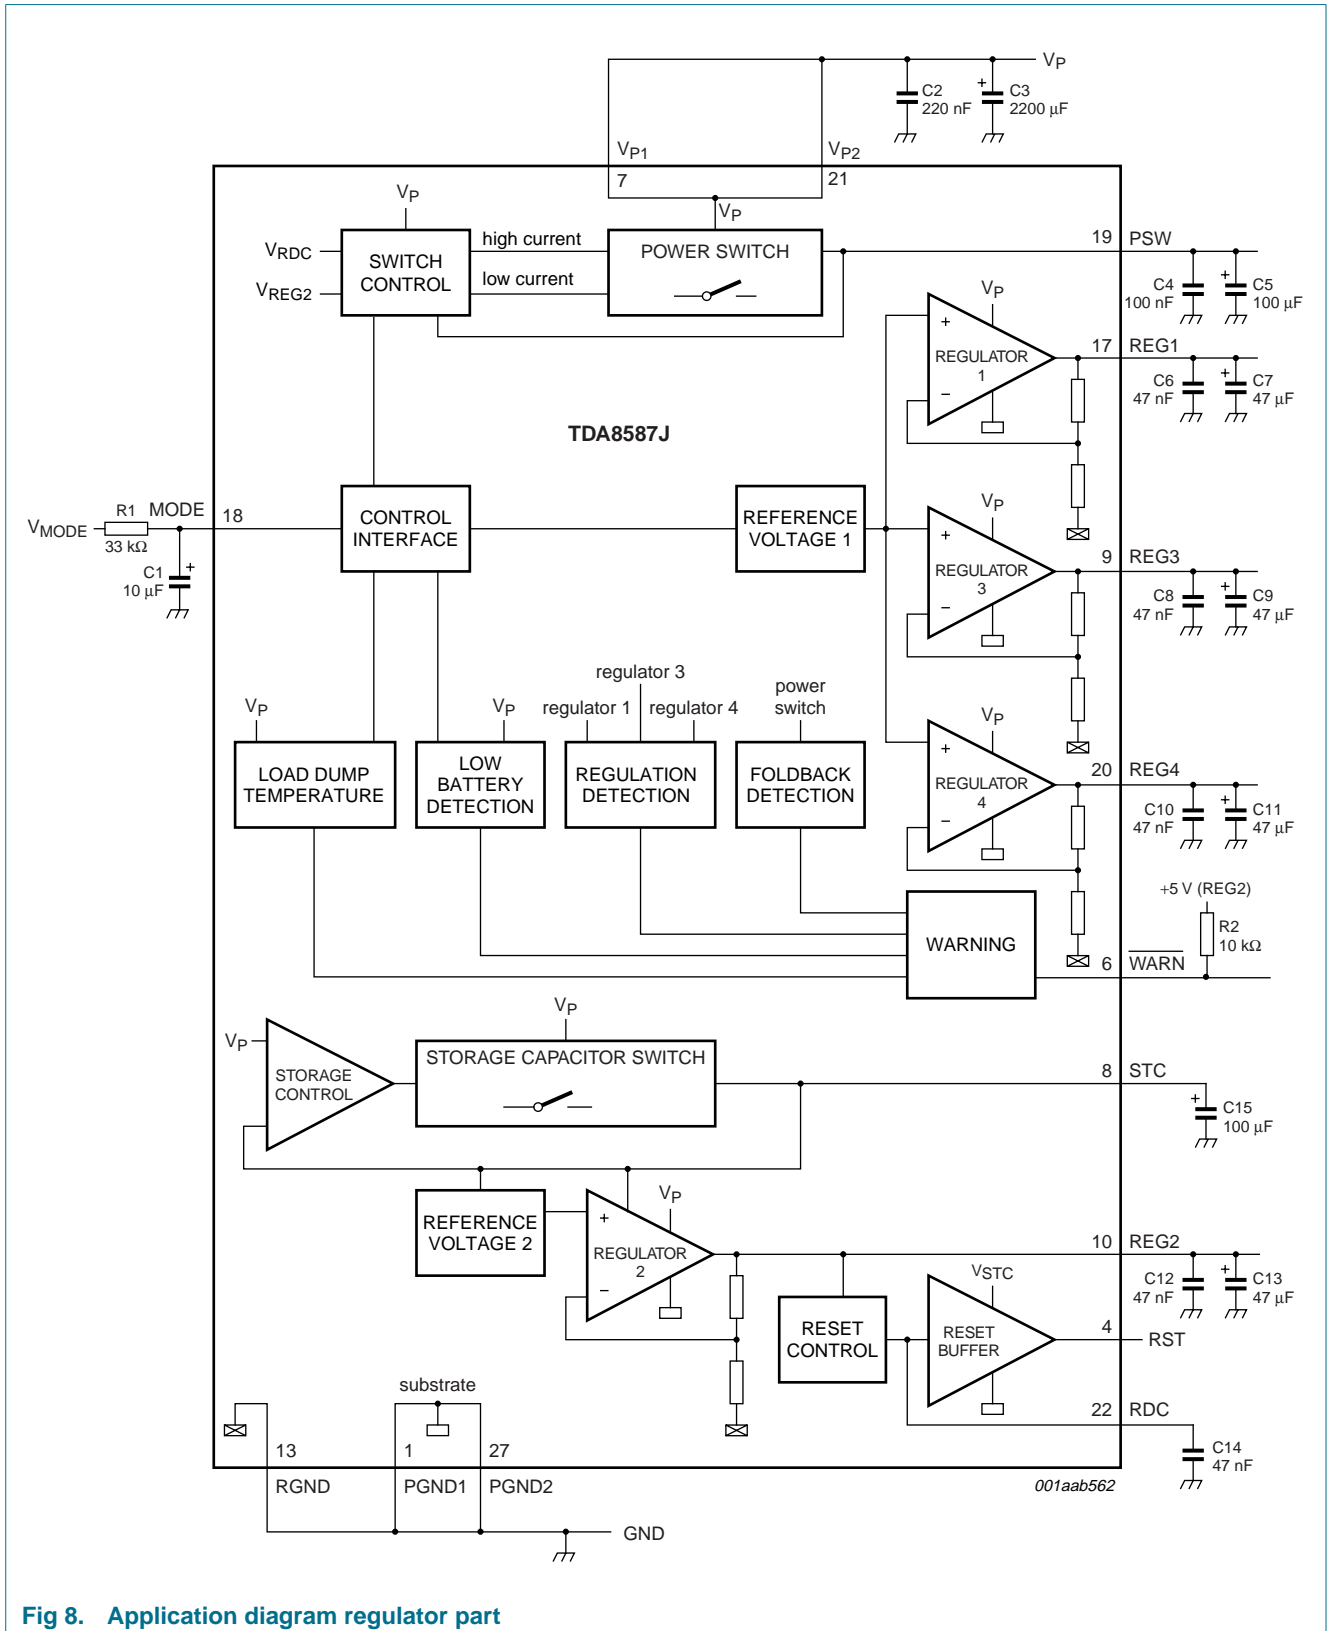 VP
C2
220 nF
+
C3
2200 μF
VP1
VP2
7
21
VP
VP
VRDC
VREG2
SWITCH
CONTROL
high current
low current
POWER SWITCH
19
PSW
C4
100 nF
+
C5
100 μF
VP
+
REGULATOR
1
−
17
REG1
C6
47 nF
+
C7
47 μF
TDA8587J
VMODE
R1
33 kΩ
MODE
18
C1
10 μF
+
CONTROL
INTERFACE
REFERENCE
VOLTAGE 1
VP
+
REGULATOR
3
−
9
REG3
C8
47 nF
+
C9
47 μF
VP
VP
regulator 3
regulator 1
regulator 4
power
switch
LOAD DUMP
TEMPERATURE
LOW
BATTERY
DETECTION
REGULATION
DETECTION
FOLDBACK
DETECTION
VP
+
REGULATOR
4
−
20
REG4
C10
47 nF
+
C11
47 μF
WARNING
+5 V (REG2)
R2
10 kΩ
6
WARN
VP
STORAGE
CONTROL
VP
STORAGE CAPACITOR SWITCH
8
STC
+
C15
100 μF
REFERENCE
VOLTAGE 2
VP
+
REGULATOR
2
−
10
REG2
C12
47 nF
+
C13
47 μF
RESET
CONTROL
VSTC
RESET
BUFFER
4
RST
22
RDC
C14
47 nF
substrate
13
1
27
RGND
PGND1
PGND2
GND
001aab562
Fig 8. Application diagram regulator part